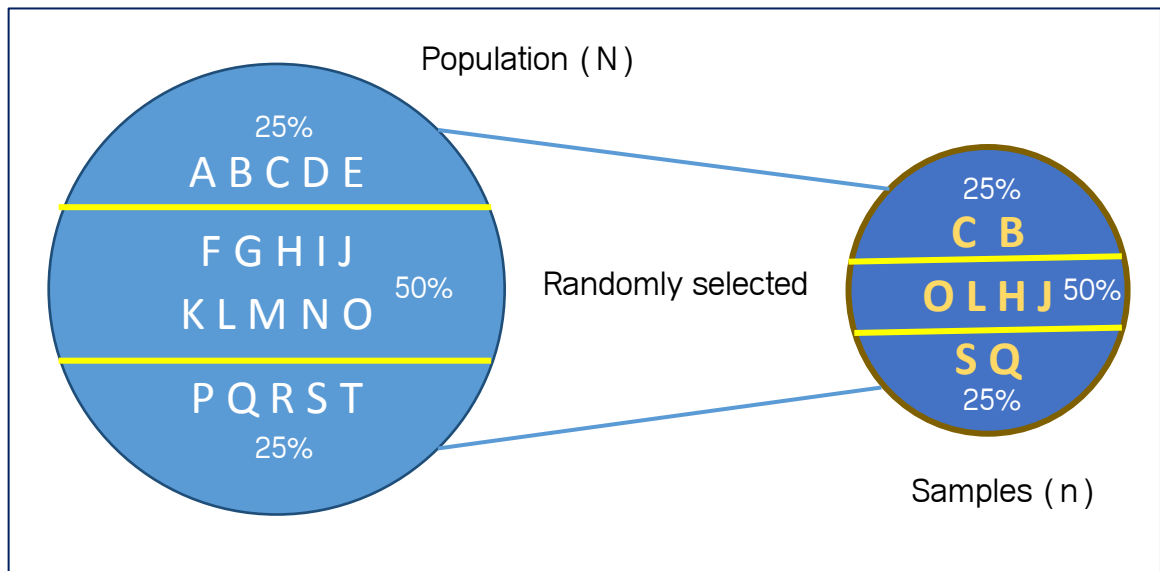 Population ( N )
25%
A B C D E
F G H I J
50%
K L M N O
P Q R S T
25%
Randomly selected
25%
C B
O L H J 50%
S Q
25%
Samples ( n )